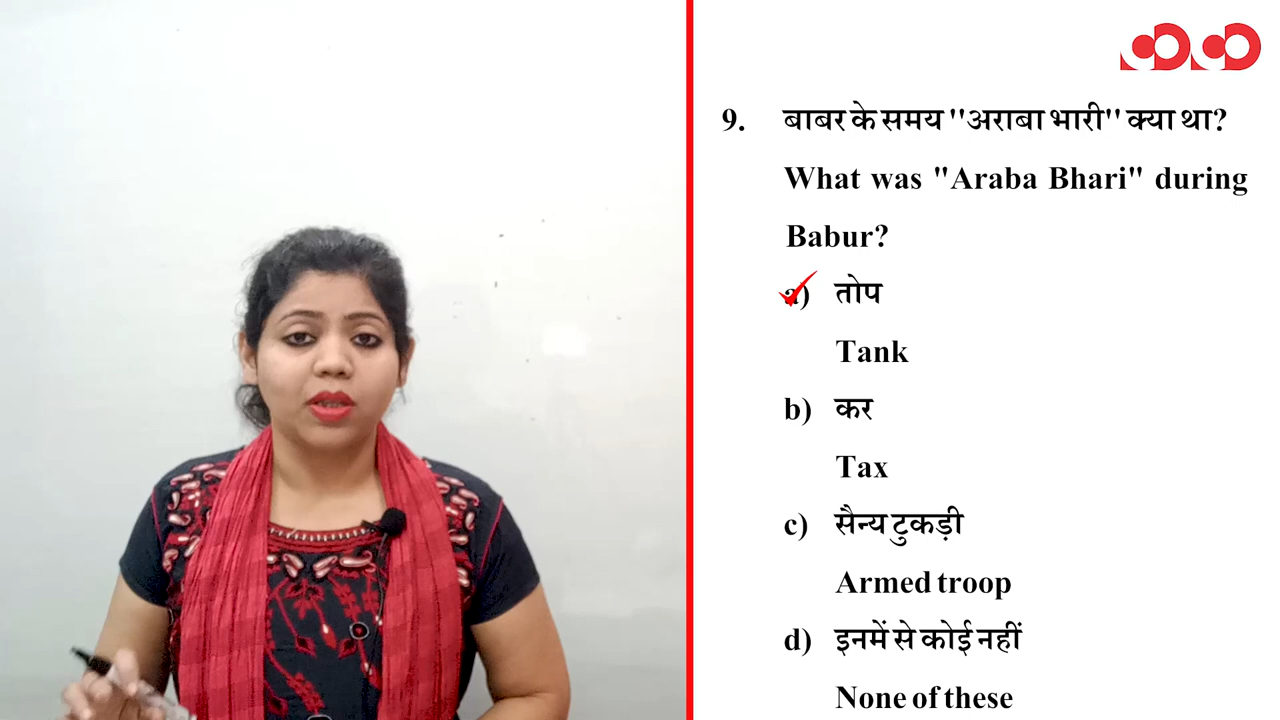 9. बाबर के समय "अराबा भारी" क्या था?
What was "Araba Bhari" during
Babur?
a) तोप
Tank
b) कर
Tax
c) सैन्य टुकड़ी
Armed troop
d) इनमें से कोई नहीं
None of these